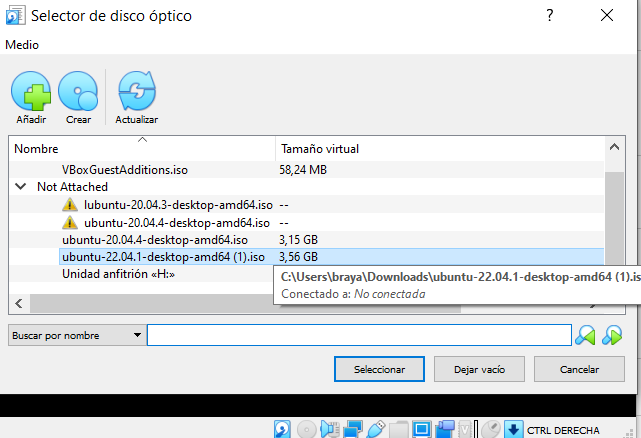 Selector de disco óptico
?
Medio
Añadir
Crear
Actualizar
Nombre
Tamaño virtual
VBoxGuestAdditions.iso
58,24 MB
Not Attached
lubuntu-20.04.3-desktop-amd64.iso
--
ubuntu-20.04.4-desktop-amd64.iso
--
ubuntu-20.04.4-desktop-amd64.iso
3,15 GB
ubuntu-22.04.1-desktop-amd64 (1).iso
3,56 GB
Unidad anfitrión «H:»
C:\Users\braya\Downloads\ubuntu-22.04.1-desktop-amd64 (1).is
Conectado a: No conectada
Buscar por nombre
Seleccionar
Dejar vacío
Cancelar
CTRL DERECHA